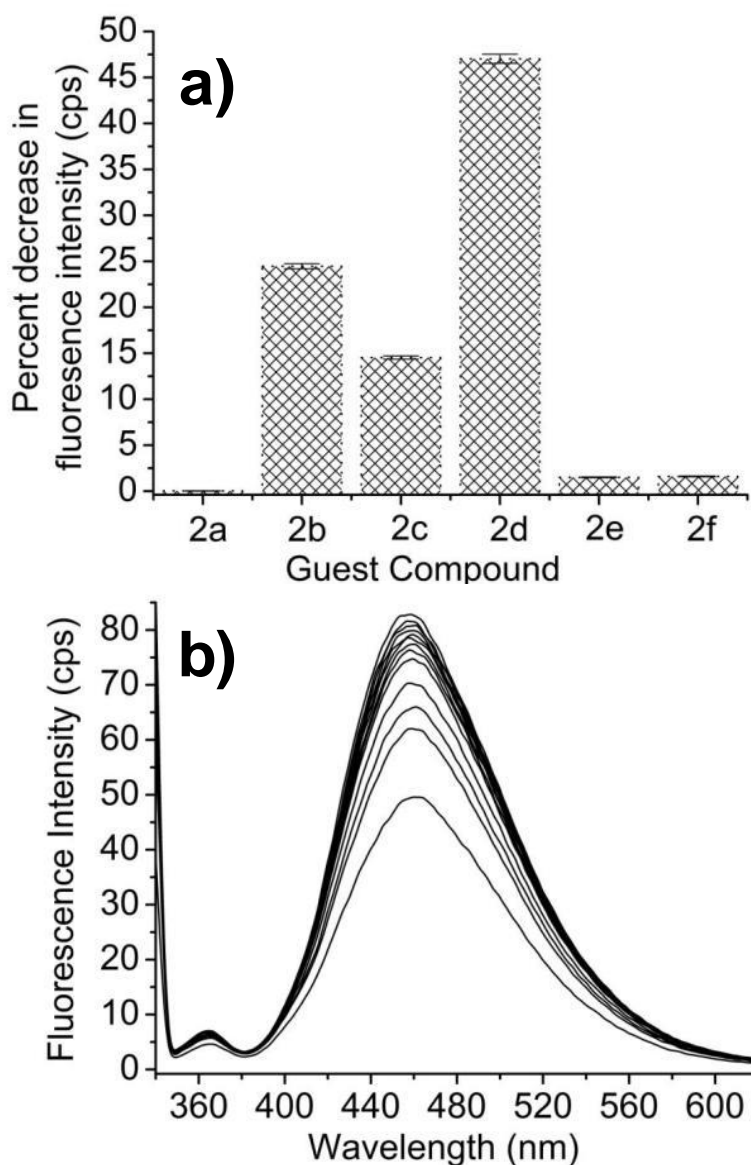 a)
Percent decrease in
fluoresence intensity (cps)
50
45
40
35
30
25
20
15
10
5
0
2a 2b 2c 2d 2e 2f
Guest Compound
b)
Fluorescence Intensity (cps)
80
70
60
50
40
30
20
10
0
360 400 440 480 520 560 600
Wavelength (nm)